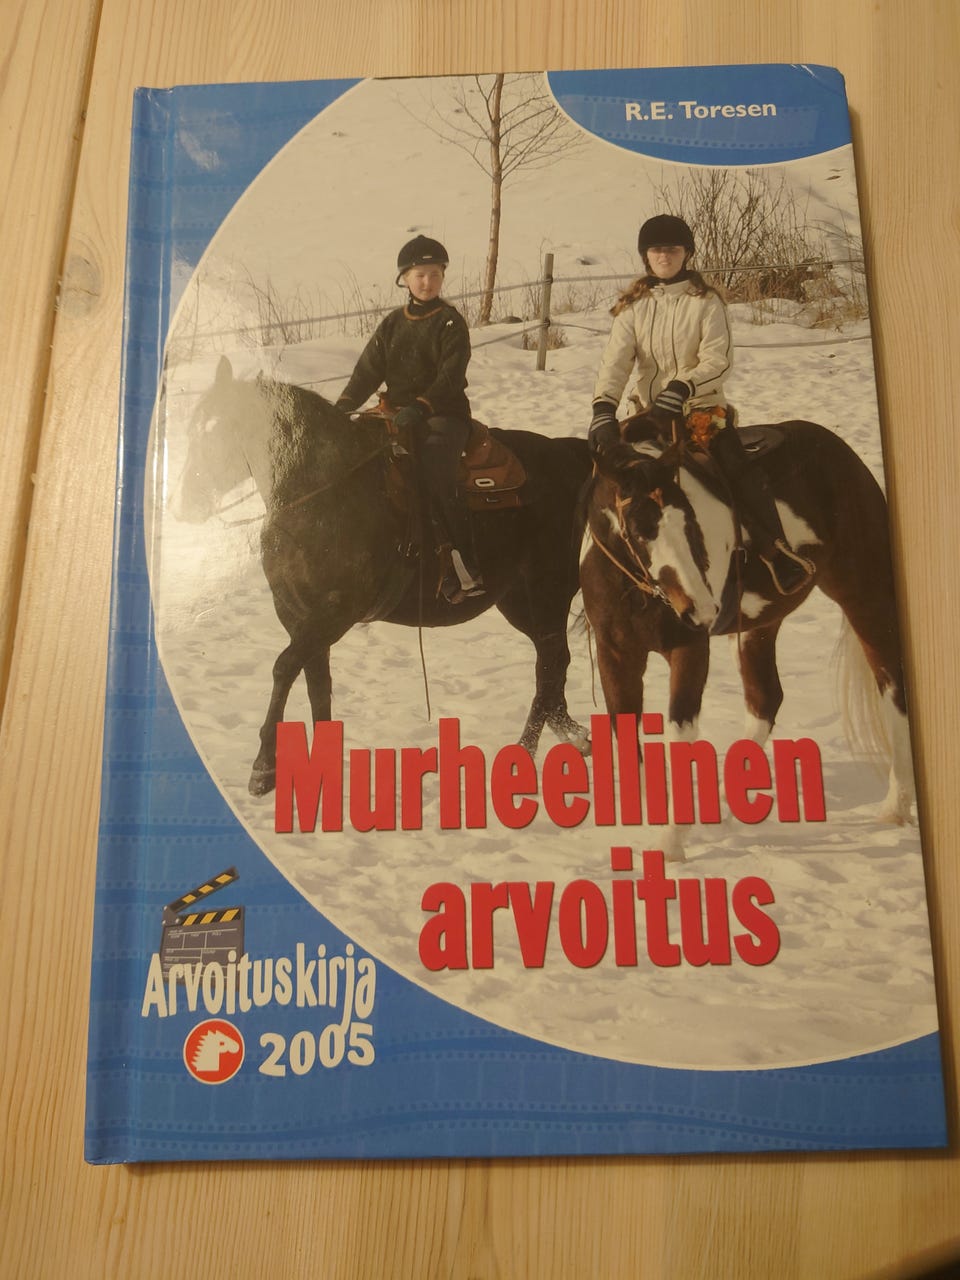 R.E. Toresen
Murheellinen
arvoitus
Arvoituskirja
2005